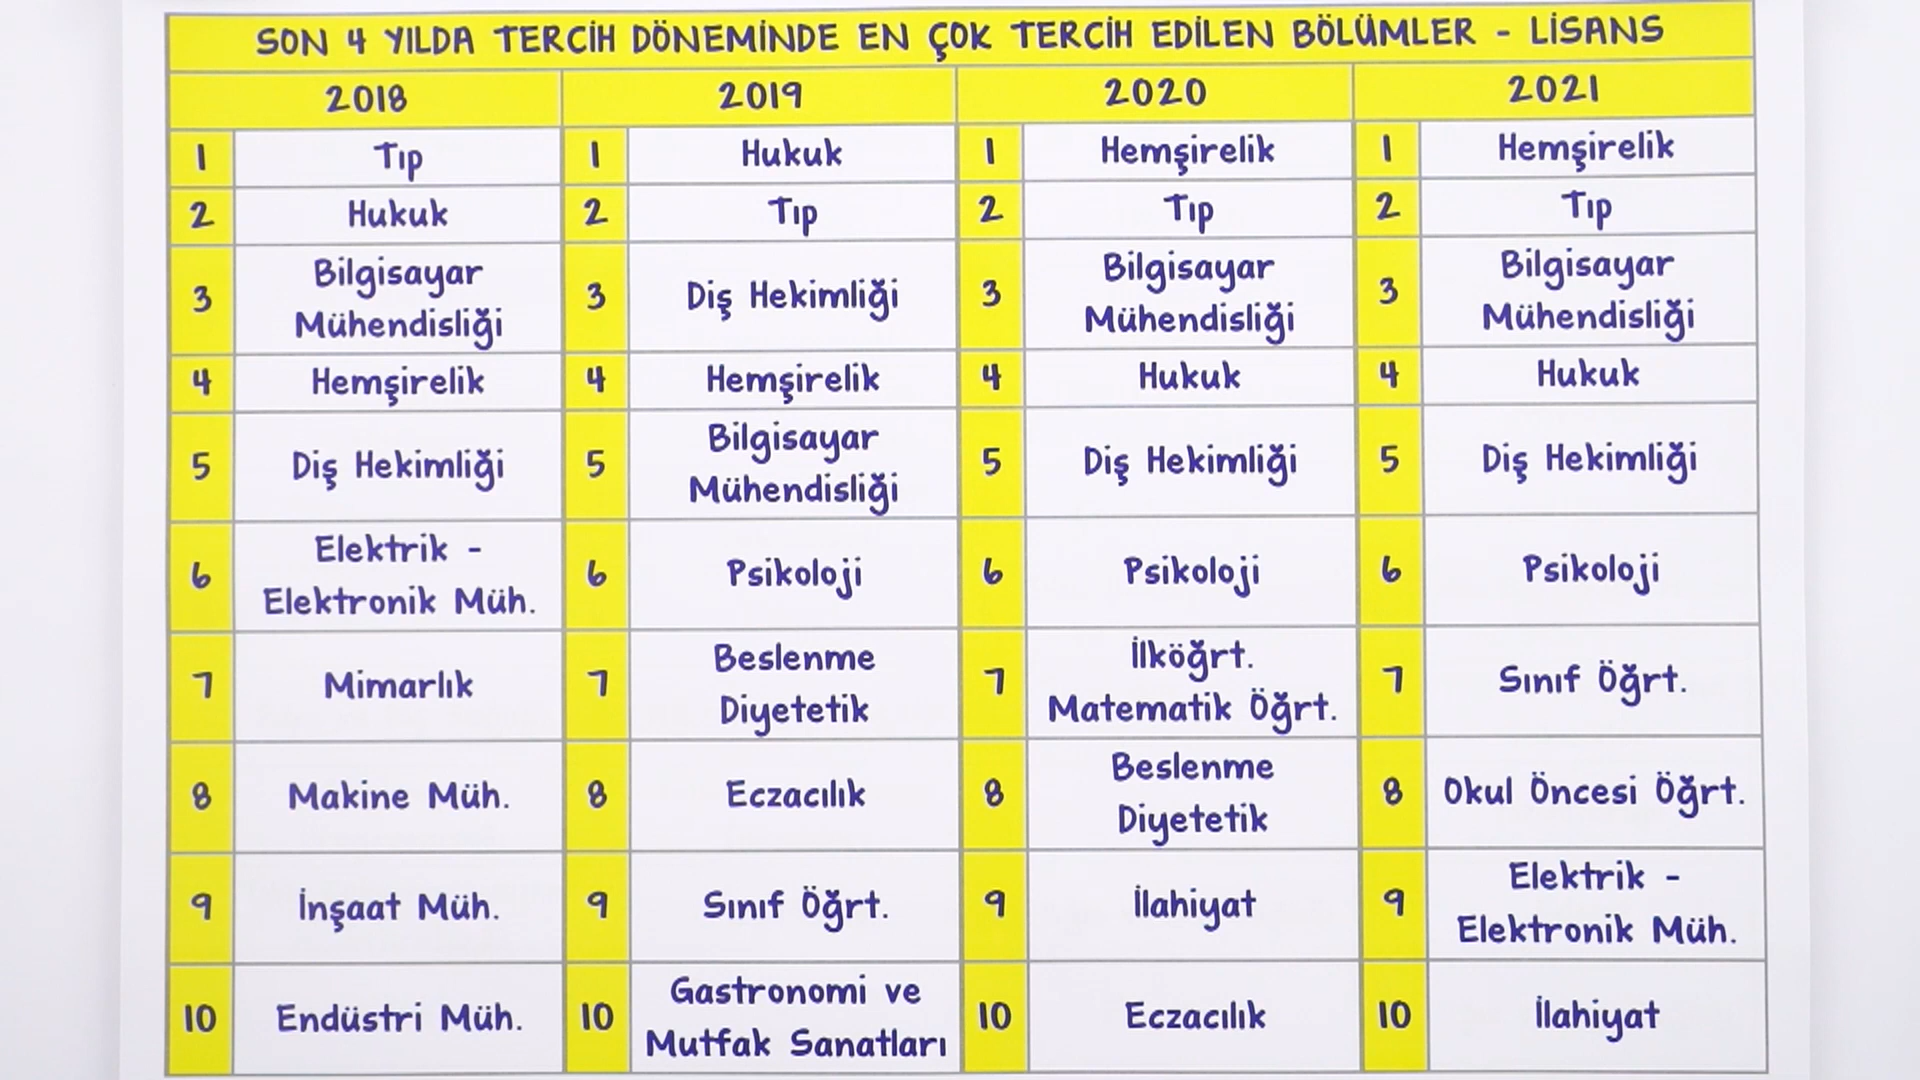 SON 4 YILDA TERCİH DÖNEMİNDE EN ÇOK TERCİH EDİLEN BÖLÜMLER - LİSANS
2018 2019 2020 2021
1 Tıp 1 Hukuk 1 Hemşirelik 1 Hemşirelik
2 Hukuk 2 Tıp 2 Tıp 2 Tıp
3 Bilgisayar Mühendisliği 3 Diş Hekimliği 3 Bilgisayar Mühendisliği 3 Bilgisayar Mühendisliği
4 Hemşirelik 4 Hemşirelik 4 Hukuk 4 Hukuk
5 Diş Hekimliği 5 Bilgisayar Mühendisliği 5 Diş Hekimliği 5 Diş Hekimliği
6 Elektrik - Elektronik Müh. 6 Psikoloji 6 Psikoloji 6 Psikoloji
7 Mimarlık 7 Beslenme Diyetetik 7 İlköğrt. Matematik Öğrt. 7 Sınıf Öğrt.
8 Makine Müh. 8 Eczacılık 8 Beslenme Diyetetik 8 Okul Öncesi Öğrt.
9 İnşaat Müh. 9 Sınıf Öğrt. 9 İlahiyat 9 Elektrik - Elektronik Müh.
10 Endüstri Müh. 10 Gastronomi ve Mutfak Sanatları 10 Eczacılık 10 İlahiyat